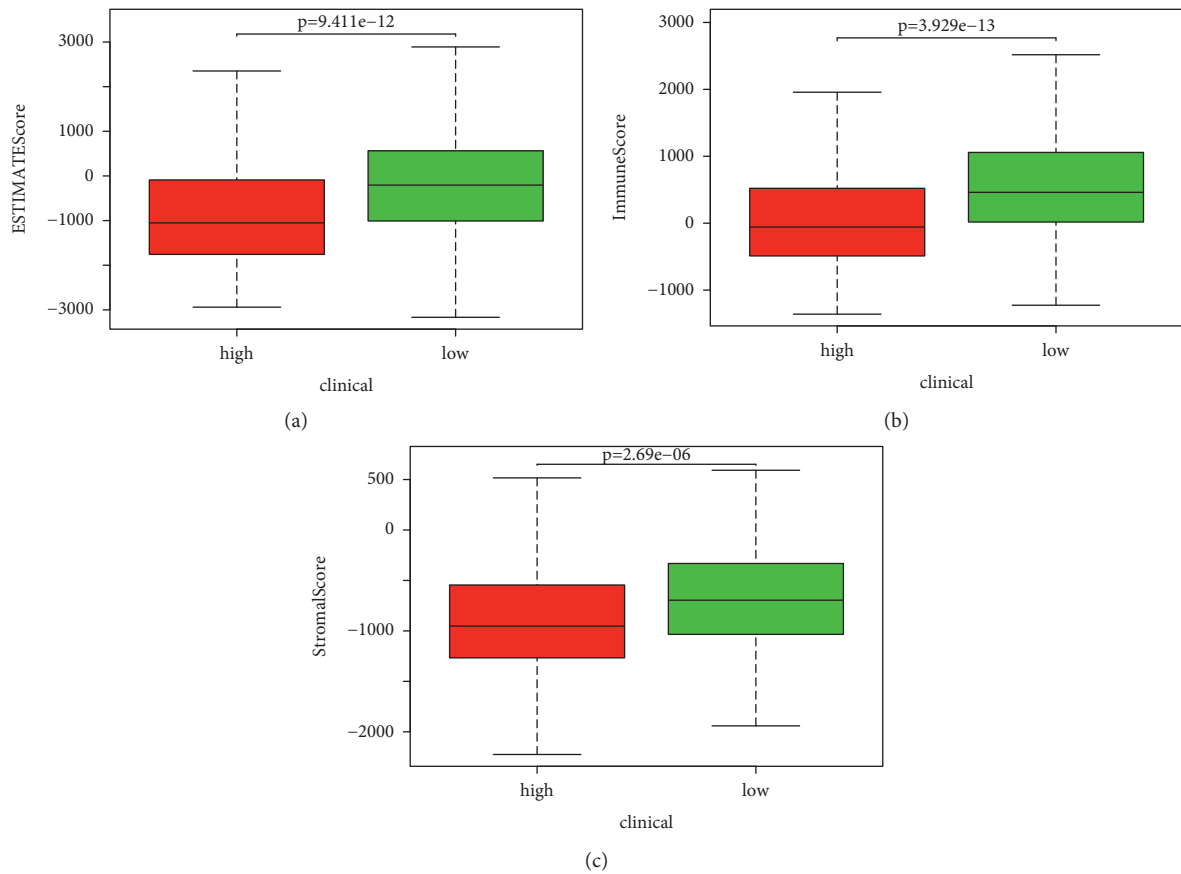 p=9.411e−12
3000
1000
0
−1000
−3000
ESTIMATEScore
high
low
clinical
(a)
p=3.929e−13
3000
2000
1000
0
−1000
ImmuneScore
high
low
clinical
(b)
p=2.69e−06
500
0
−1000
−2000
StromalScore
high
low
clinical
(c)